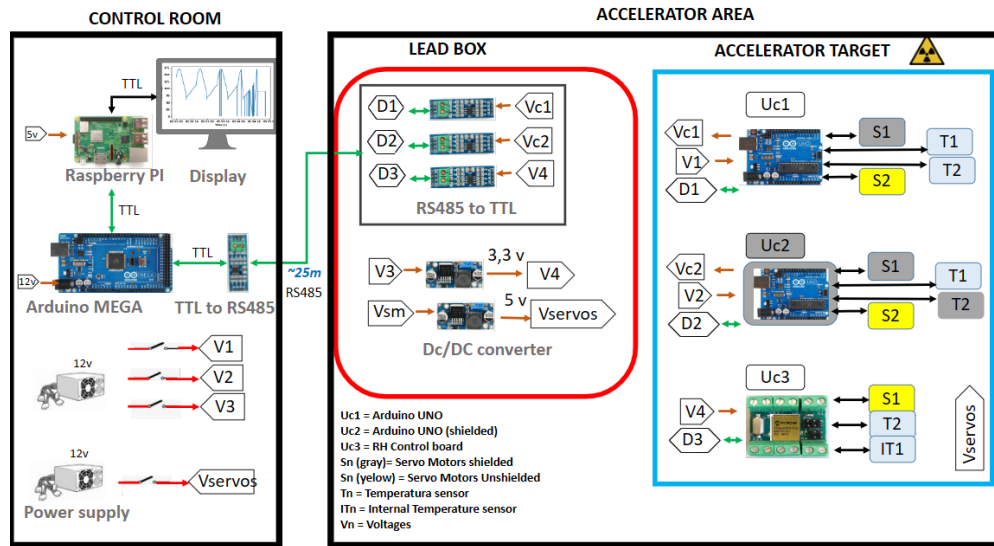 CONTROL ROOM
TTL
5v
Raspberry PI
Display
TTL
TTL
12v
Arduino MEGA
TTL to RS485
~25m
RS485
12v
V1
V2
V3
12v
Vservos
Power supply
ACCELERATOR AREA
LEAD BOX
D1
Vc1
D2
Vc2
D3
V4
RS485 to TTL
V3
3,3 v
V4
Vsm
5 v
Vservos
Dc/DC converter
Uc1 = Arduino UNO
Uc2 = Arduino UNO (shielded)
Uc3 = RH Control board
Sn (gray)= Servo Motors shielded
Sn (yelow) = Servo Motors Unshielded
Tn = Temperatura sensor
ITn = Internal Temperature sensor
Vn = Voltages
ACCELERATOR TARGET
Uc1
Vc1
S1
T1
V1
T2
D1
S2
Uc2
Vc2
S1
T1
V2
T2
D2
S2
Uc3
V4
S1
D3
T2
IT1
Vservos